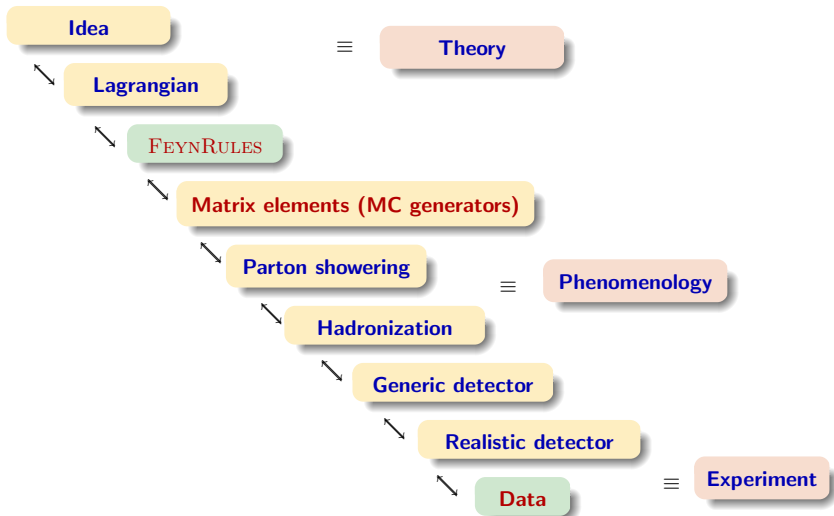 Idea
≡ Theory
Lagrangian
FEYNRULES
Matrix elements (MC generators)
Parton showering
≡ Phenomenology
Hadronization
Generic detector
Realistic detector
≡ Experiment
Data